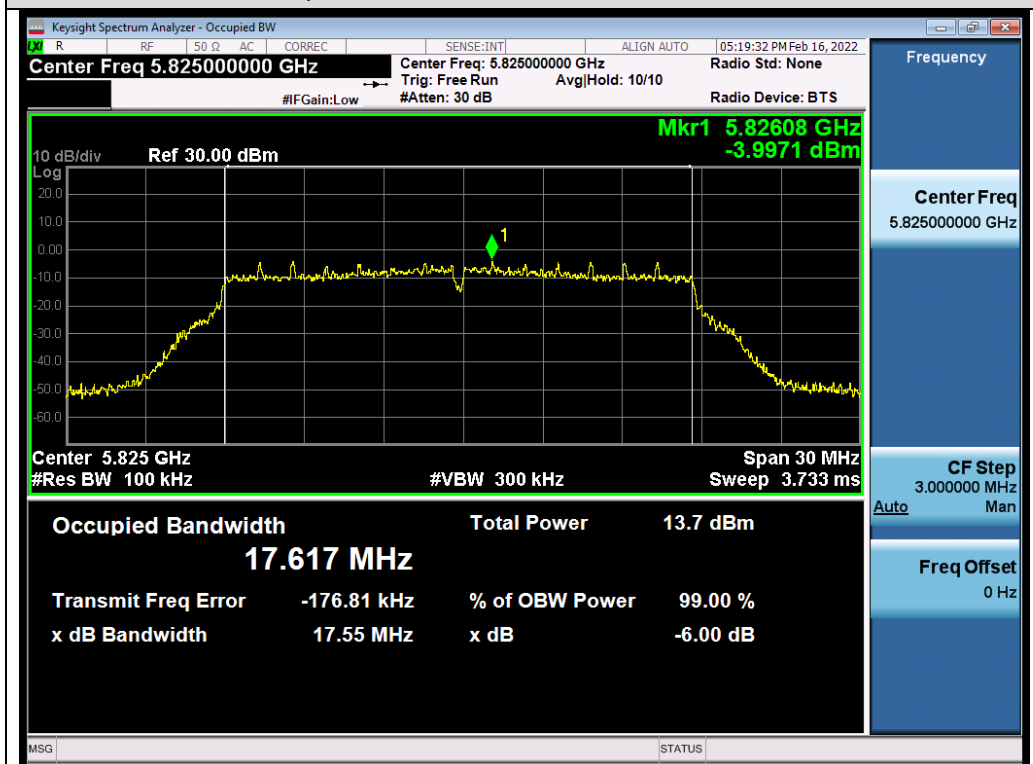 Keysight Spectrum Analyzer - Occupied BW
LXI R RF 50 Ω AC CORREC SENSE:INT ALIGN AUTO 05:19:32 PM Feb 16, 2022
Center Freq 5.825000000 GHz
Center Freq: 5.825000000 GHz Radio Std: None
Trig: Free Run Avg|Hold: 10/10
#IFGain:Low #Atten: 30 dB Radio Device: BTS
Frequency
Mkr1 5.82608 GHz
-3.9971 dBm
10 dB/div Ref 30.00 dBm
Log
20.0
10.0
0.00
-10.0
-20.0
-30.0
-40.0
-50.0
-60.0
1
Center 5.825 GHz Span 30 MHz
#Res BW 100 kHz #VBW 300 kHz Sweep 3.733 ms
Occupied Bandwidth Total Power 13.7 dBm
17.617 MHz
Transmit Freq Error -176.81 kHz % of OBW Power 99.00 %
x dB Bandwidth 17.55 MHz x dB -6.00 dB
Center Freq
5.825000000 GHz
CF Step
3.000000 MHz
Auto Man
Freq Offset
0 Hz
MSG STATUS